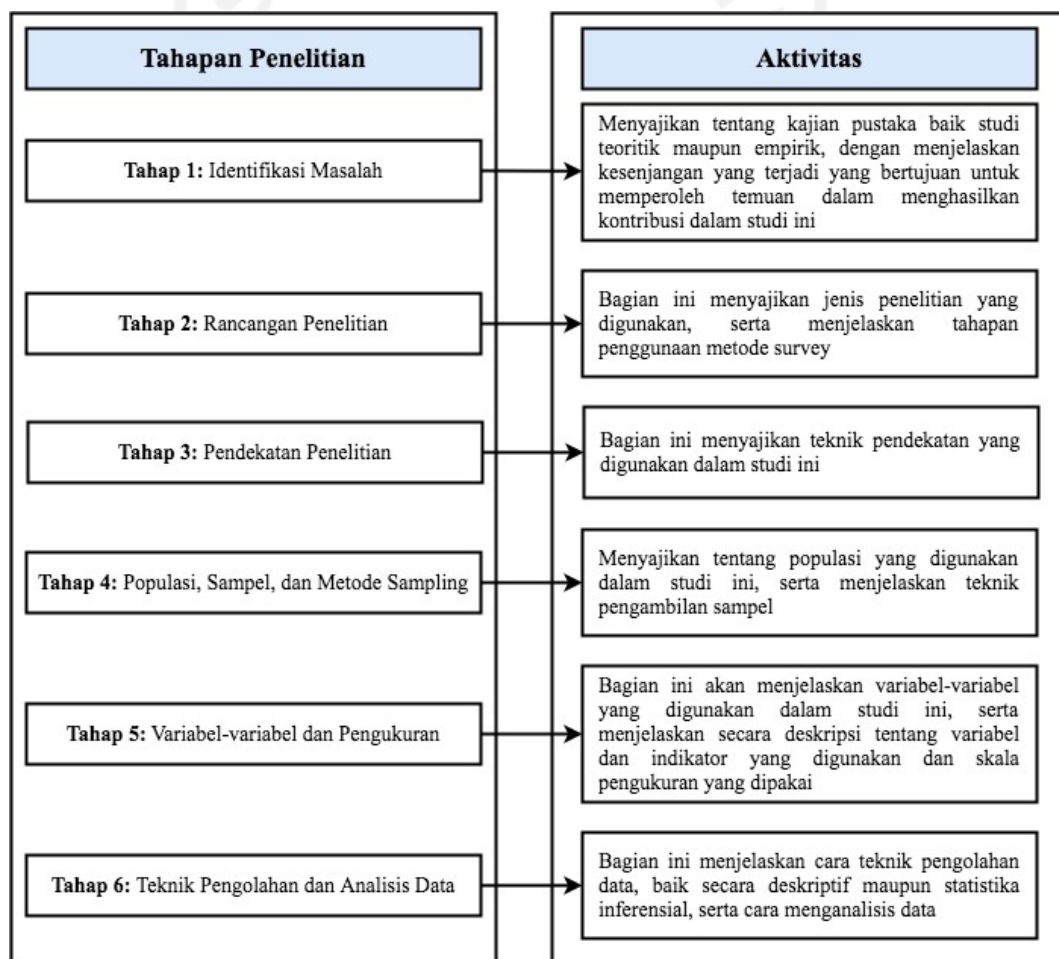 Tahapan Penelitian
Aktivitas
Tahap 1: Identifikasi Masalah
Menyajikan tentang kajian pustaka baik studi
teoritik maupun empirik, dengan menjelaskan
kesenjangan yang terjadi yang bertujuan untuk
memperoleh temuan dalam menghasilkan
kontribusi dalam studi ini
Tahap 2: Rancangan Penelitian
Bagian ini menyajikan jenis penelitian yang
digunakan, serta menjelaskan tahapan
penggunaan metode survey
Tahap 3: Pendekatan Penelitian
Bagian ini menyajikan teknik pendekatan yang
digunakan dalam studi ini
Tahap 4: Populasi, Sampel, dan Metode Sampling
Menyajikan tentang populasi yang digunakan
dalam studi ini, serta menjelaskan teknik
pengambilan sampel
Tahap 5: Variabel-variabel dan Pengukuran
Bagian ini akan menjelaskan variabel-variabel
yang digunakan dalam studi ini, serta
menjelaskan secara deskripsi tentang variabel
dan indikator yang digunakan dan skala
pengukuran yang dipakai
Tahap 6: Teknik Pengolahan dan Analisis Data
Bagian ini menjelaskan cara teknik pengolahan
data, baik secara deskriptif maupun statistika
inferensial, serta cara menganalisis data